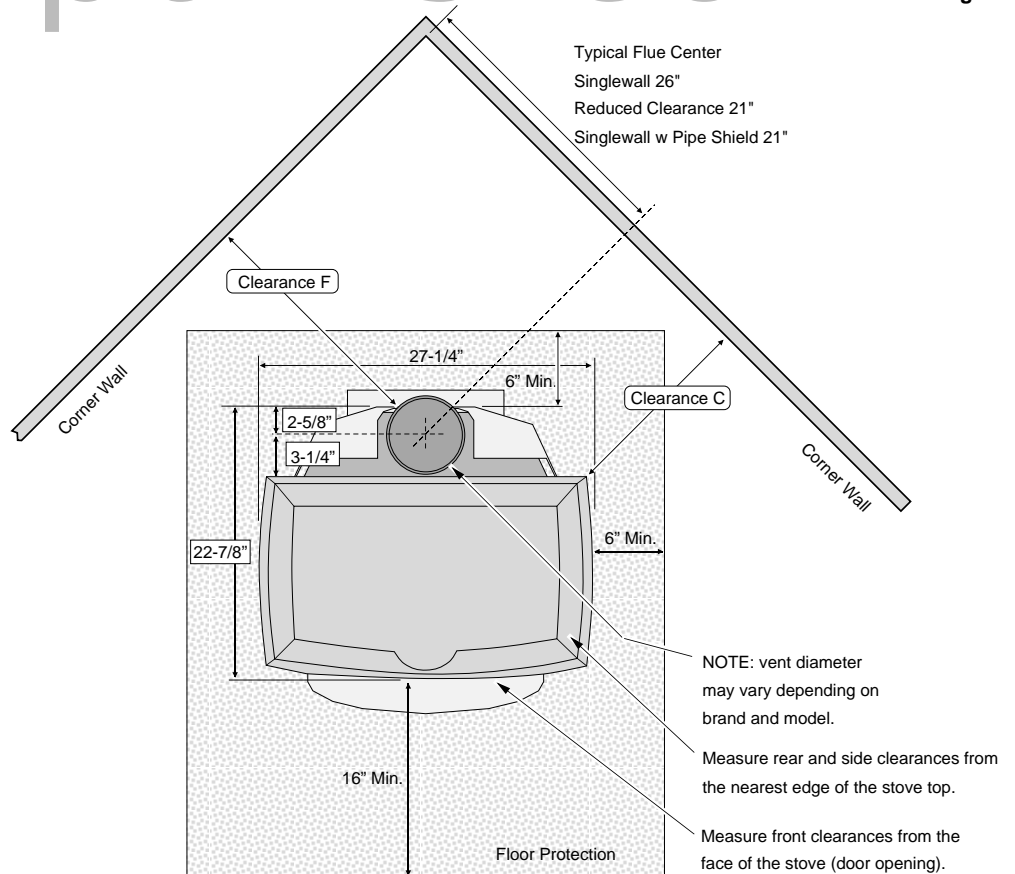 Typical Flue Center
Singlewall 26"
Reduced Clearance 21"
Singlewall w Pipe Shield 21"
Clearance F
27-1/4”
6” Min.
Clearance C
Corner Wall
2-5/8”
3-1/4”
Corner Wall
22-7/8”
6” Min.
NOTE: vent diameter
may vary depending on
brand and model.
Measure rear and side clearances from
the nearest edge of the stove top.
16” Min.
Measure front clearances from the
face of the stove (door opening).
Floor Protection